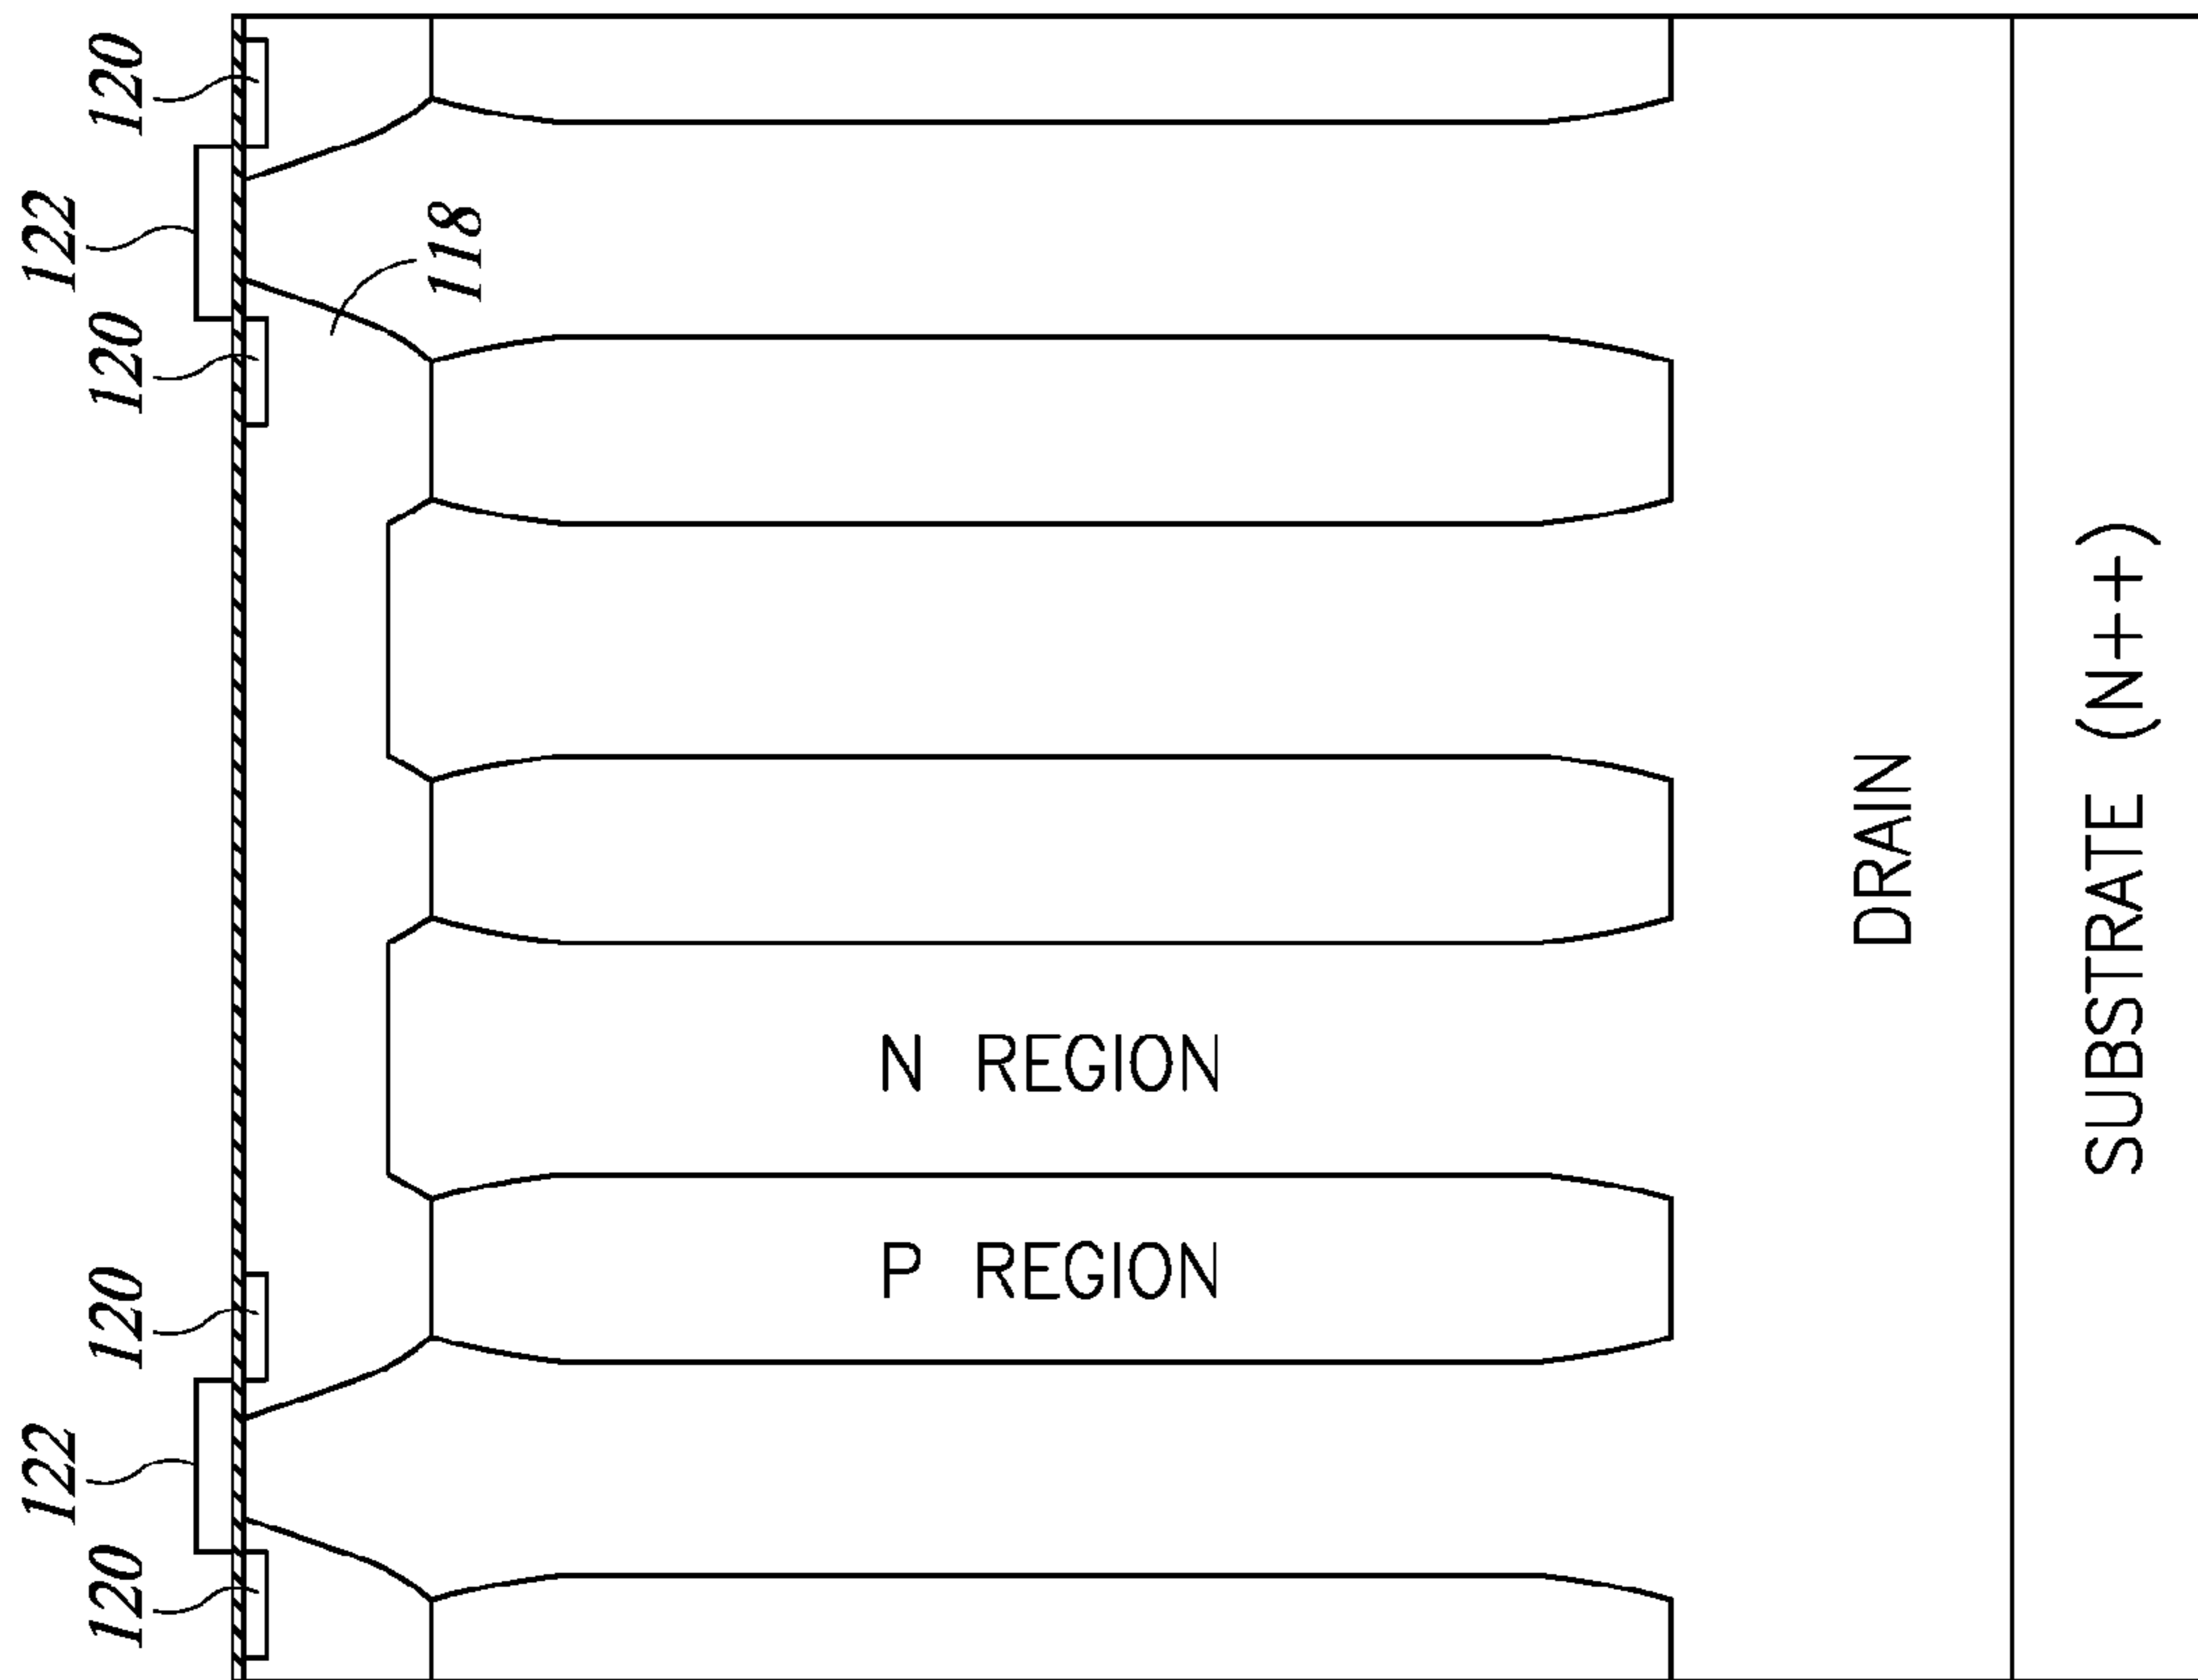 122
122
120
120
120
120
118
P REGION
N REGION
DRAIN
SUBSTRATE (N++)